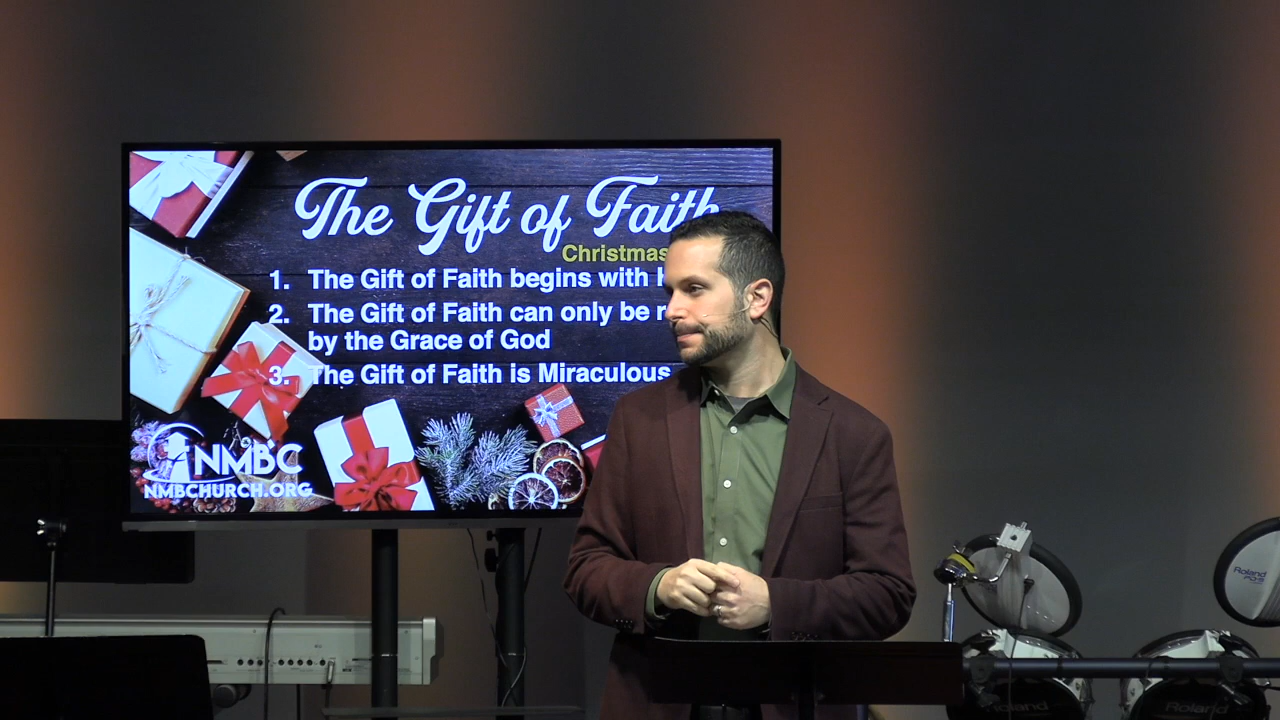 The Gift of Faith
Christmas
1. The Gift of Faith begins with
2. The Gift of Faith can only be
by the Grace of God
3. The Gift of Faith is Miraculous
NMBC
NMBCHURCH.ORG
Roland
Roland
Roland